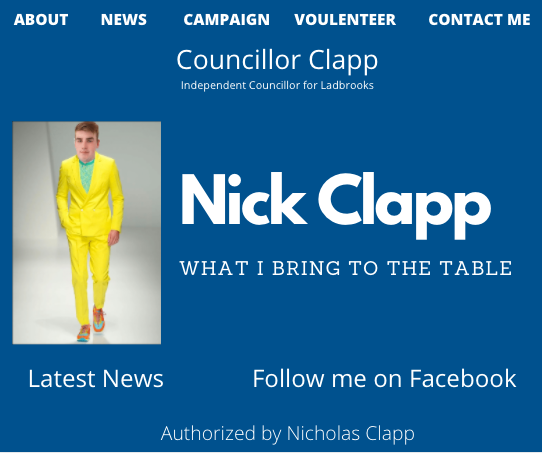 ABOUT NEWS CAMPAIGN VOULENTEER CONTACT ME
Councillor Clapp
Independent Councillor for Ladbrooks
Nick Clapp
WHAT I BRING TO THE TABLE
Latest News Follow me on Facebook
Authorized by Nicholas Clapp